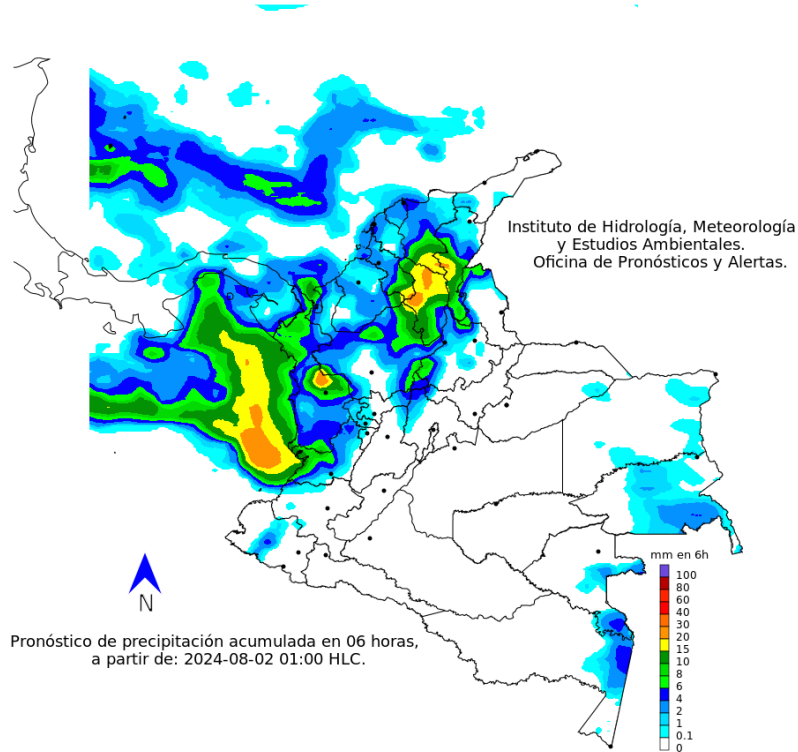 Instituto de Hidrología, Meteorología
y Estudios Ambientales.
Oficina de Pronósticos y Alertas.
mm en 6h
100
80
60
40
30
20
15
10
8
6
4
2
1
0.1
0
N
Pronóstico de precipitación acumulada en 06 horas,
a partir de: 2024-08-02 01:00 HLC.